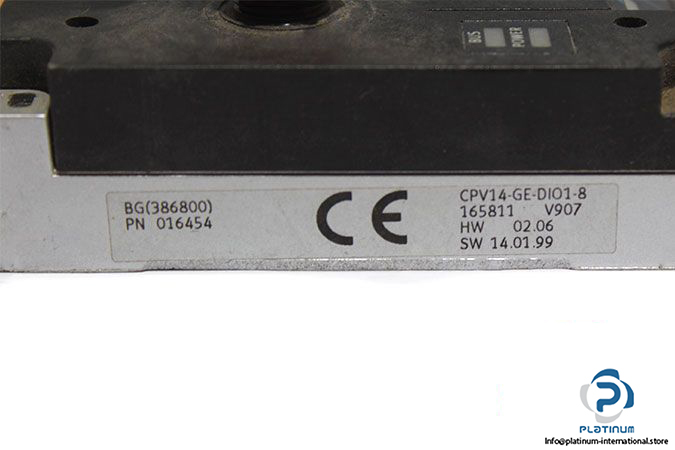 BUS
POWER
BG(386800)
PN 016454
CE
CPV14-GE-DIO1-8
165811 V907
HW 02.06
SW 14.01.99
PLATINUM
Info@platinum-international.store